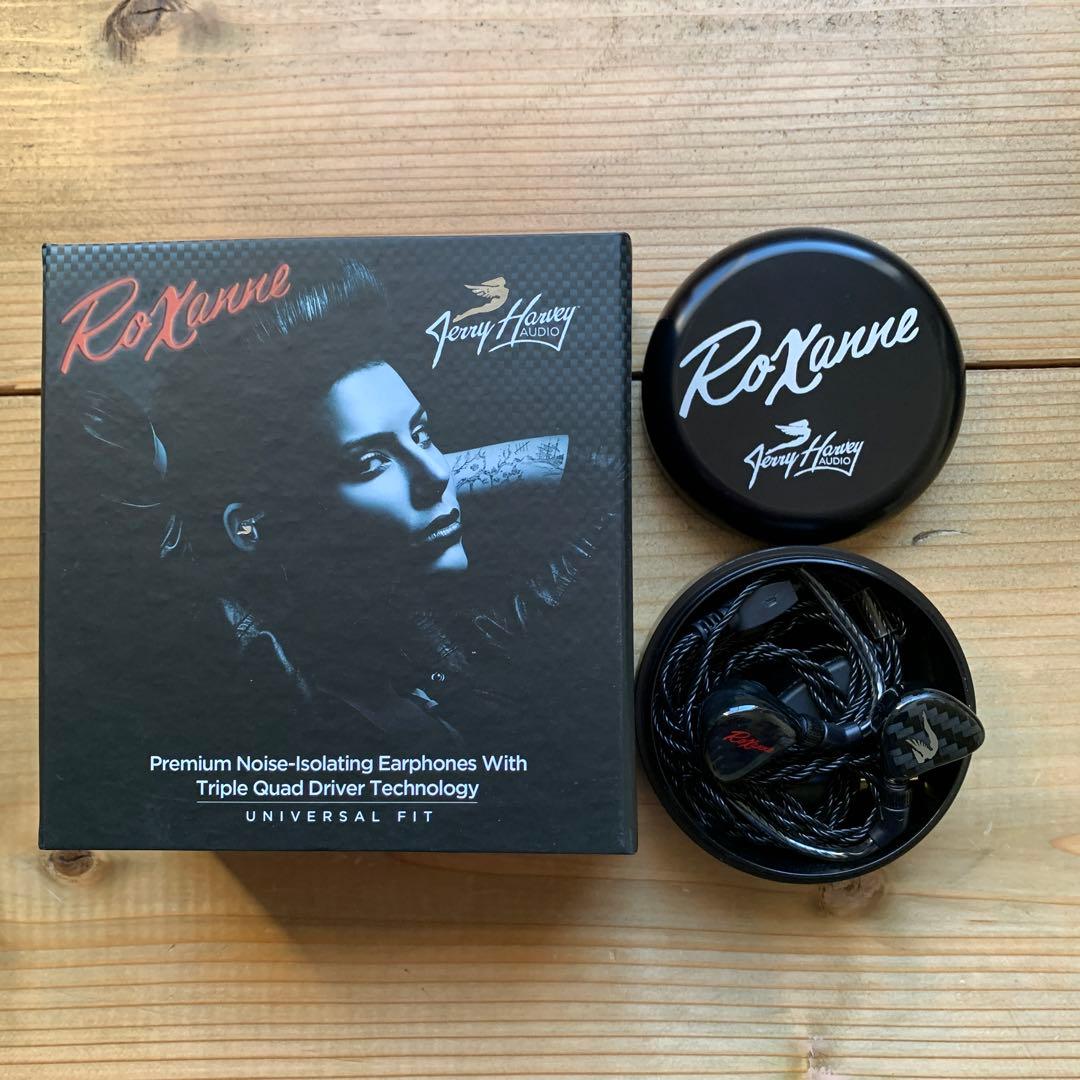 RoXanne
Jerry Harvey
AUDIO
Premium Noise-Isolating Earphones With
Triple Quad Driver Technology
UNIVERSAL FIT
RoXanne
Jerry Harvey
AUDIO
RoXanne